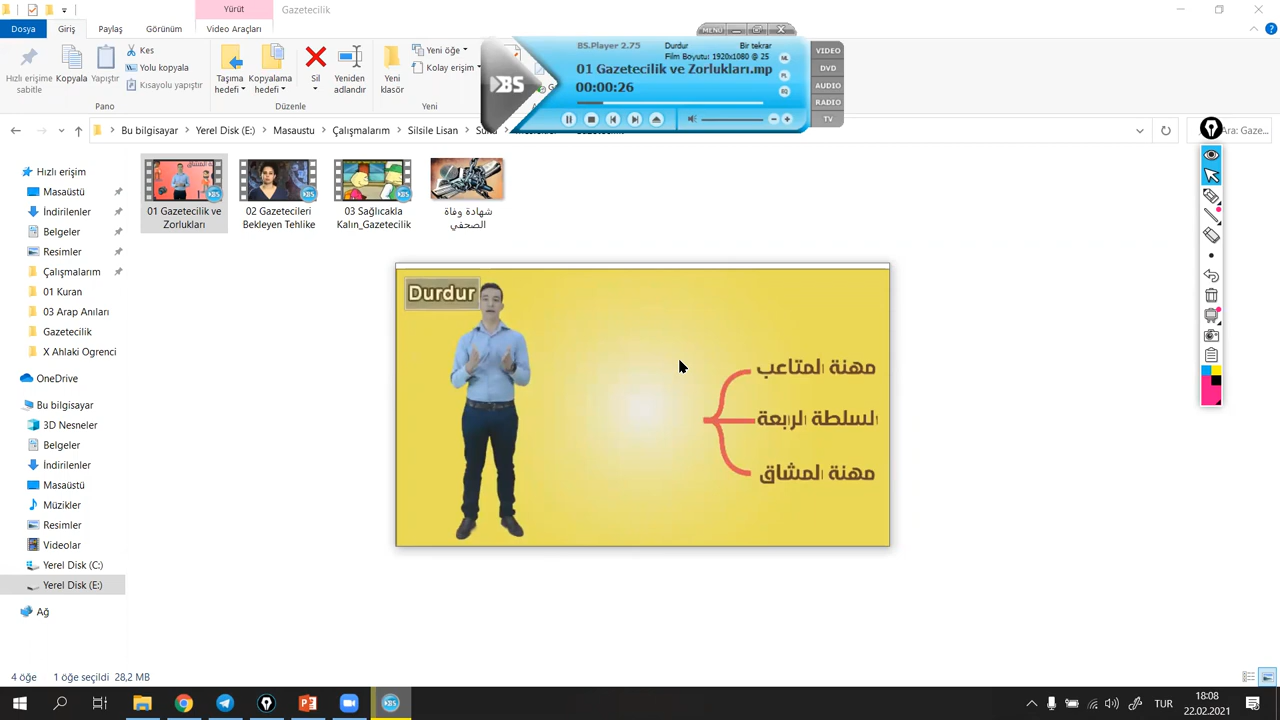 Yürüt
Gazetecilik
Dosya
Giriş
Paylaş
Görünüm
Video Araçları
Hızlı erişime sabitle
Kopyala
Yapıştır
Kes
Yolu kopyala
Kısayolu yapıştır
Pano
Taşıma hedefi
Kopyalama hedefi
Sil
Yeniden adlandır
Düzenle
Yeni klasör
Yeni öğe
Kolay erişim
Yeni
MENU
BS.Player 2.75
Durdur
Bir tekrar
Film Boyutu: 1920x1080 @ 25
01 Gazetecilik ve Zorlukları.mp
00:00:26
BS
ML
PL
EQ
VIDEO
DVD
AUDIO
RADIO
TV
Bu bilgisayar
Yerel Disk (E:)
Masaustu
Çalışmalarım
Silsile Lisan
Ara: Gaze...
Hızlı erişim
Masaüstü
İndirilenler
Belgeler
Resimler
Çalışmalarım
01 Kuran
03 Arap Anıları
Gazetecilik
X Ahlaki Ogrenci
OneDrive
Bu bilgisayar
3D Nesneler
Belgeler
İndirilenler
Masaüstü
Müzikler
Resimler
Videolar
Yerel Disk (C:)
Yerel Disk (E:)
Ağ
01 Gazetecilik ve
Zorlukları
02 Gazetecileri
Bekleyen Tehlike
03 Sağlıcakla
Kalın_Gazetecilik
شهادة وفاة
الصحفي
Durdur
مهنة المتاعب
السلطة الربعة
مهنة المشاق
4 öğe
1 öğe seçildi
28,2 MB
TUR
18:08
22.02.2021